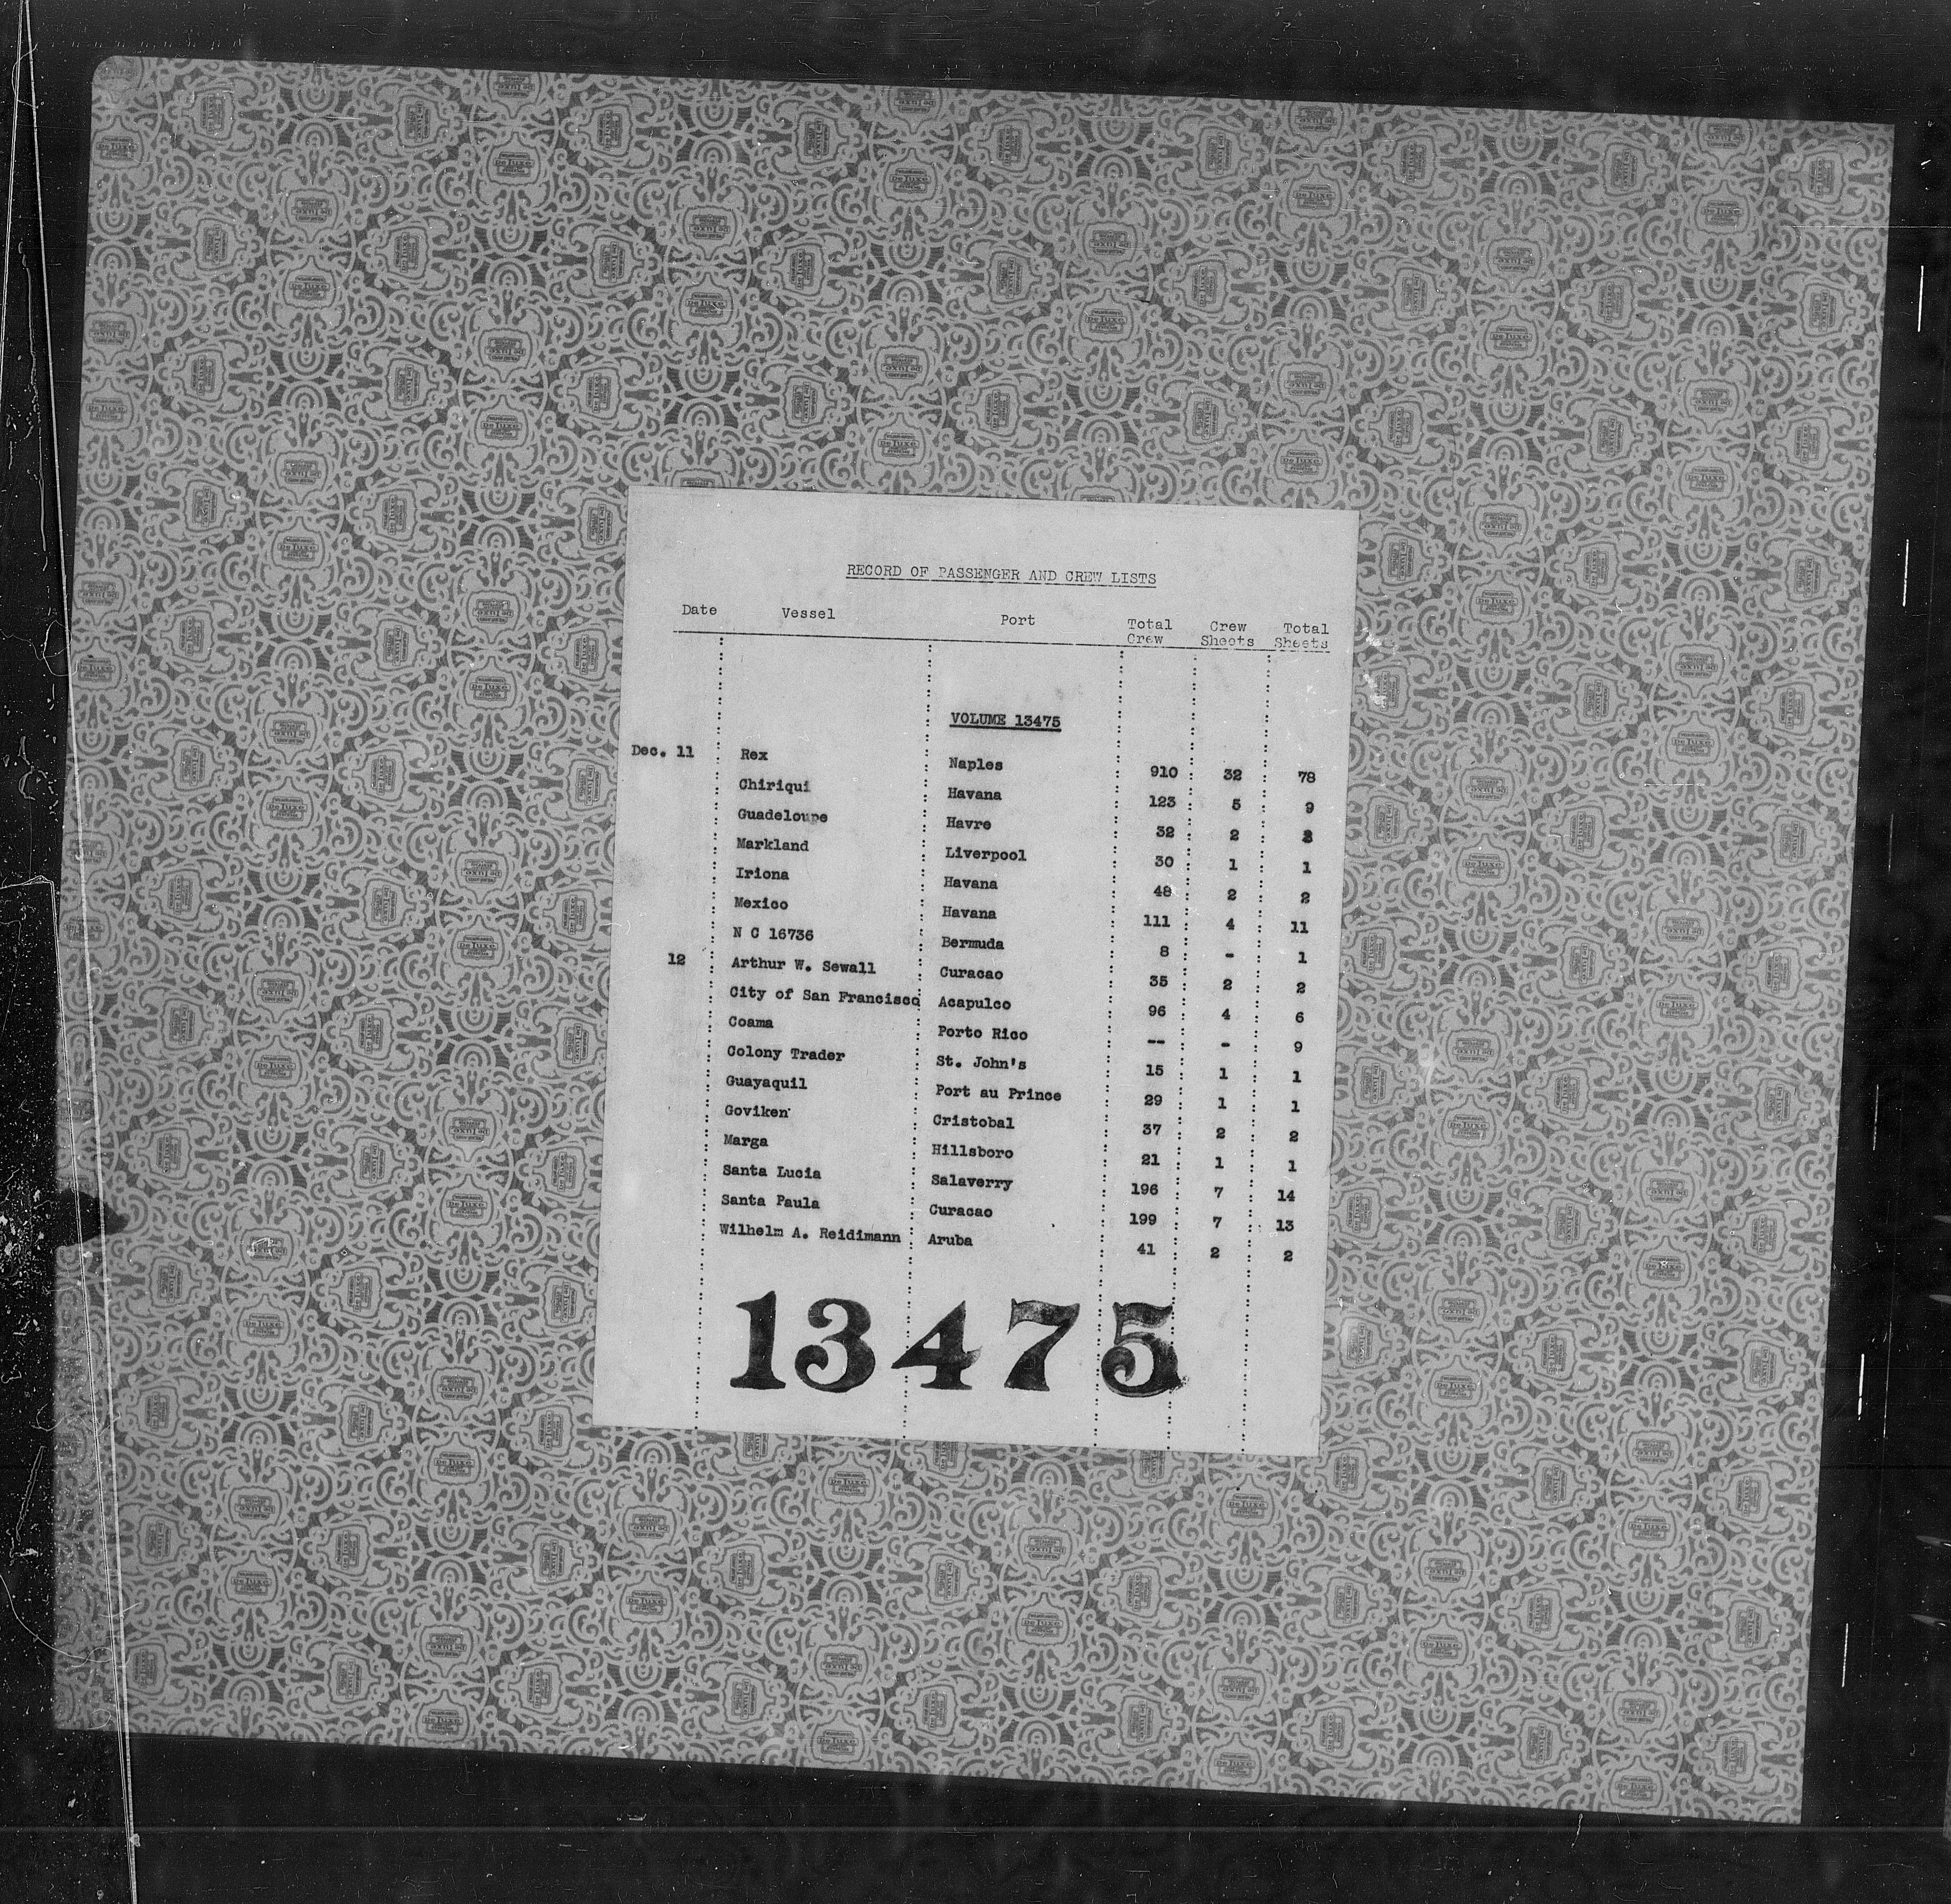 RECORD OF PASSENGER AND CREW LISTS
Date Vessel Port Total Crew Crew Sheets Total Sheets
VOLUME 13475
Dec. 11 Rex Naples 910 32 78
Chiriqui Havana 123 5 9
Guadeloupe Havre 32 2
Markland Liverpool 30 1 1
Iriona Havana 48 2 2
Mexico Havana 111 4 11
N C 16736 Bermuda 8 - 1
12 Arthur W. Sewall Curacao 35 2 2
City of San Francisco Acapulco 96 4 6
Coama Porto Rico -- - 9
Colony Trader St. John's 15 1 1
Guayaquil Port au Prince 29 1 1
Goviken Cristobal 37 2 2
Marga Hillsboro 21 1 1
Santa Lucia Salaverry 196 7 14
Santa Paula Curacao 199 7 13
Wilhelm A. Reidimann Aruba 41 2 2
13475